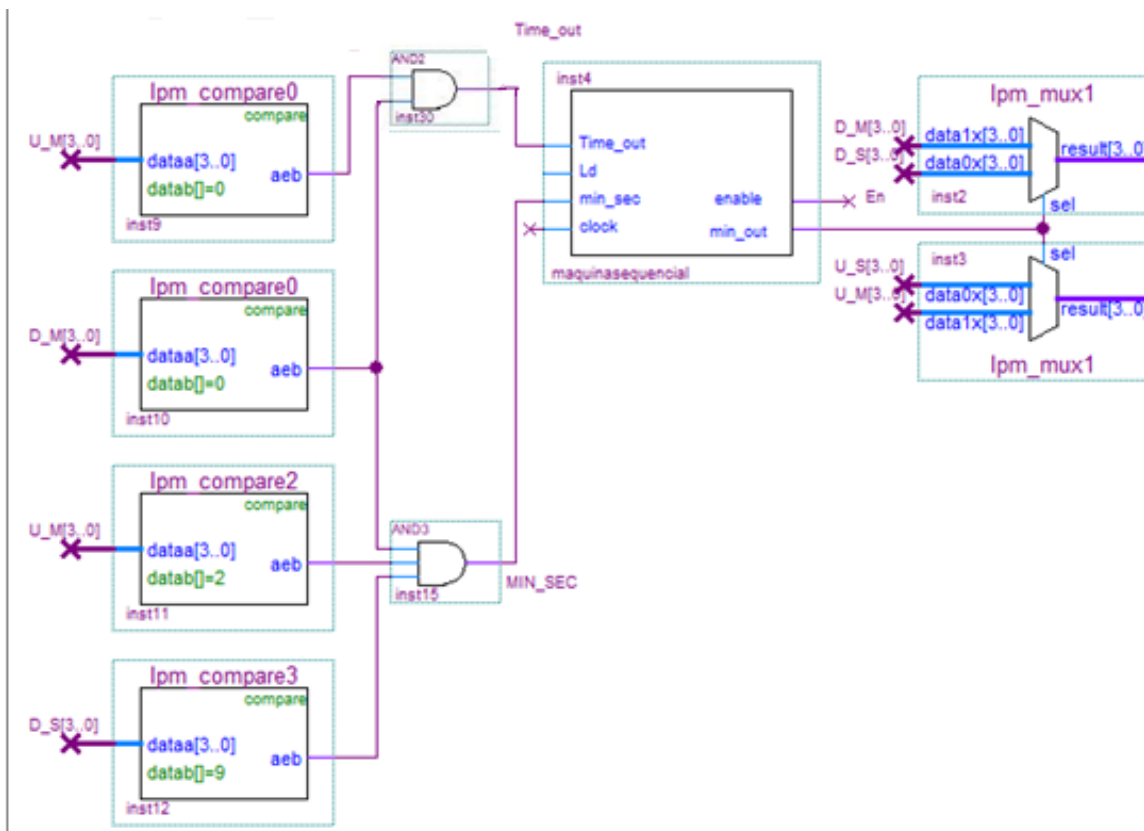 Time_out
lpm_compare0
compare
U_M[3..0]
dataa[3..0]
datab[]=0
aeb
inst9
AND2
inst30
inst4
Time_out
Ld
min_sec
clock
enable
min_out
En
maquinasequencial
lpm_mux1
D_M[3..0]
D_S[3..0]
data1x[3..0]
data0x[3..0]
result[3..0]
inst2
sel
inst3
sel
U_S[3..0]
U_M[3..0]
data0x[3..0]
data1x[3..0]
result[3..0]
lpm_mux1
lpm_compare0
compare
D_M[3..0]
dataa[3..0]
datab[]=0
aeb
inst10
lpm_compare2
compare
U_M[3..0]
dataa[3..0]
datab[]=2
aeb
inst11
AND3
inst15
MIN_SEC
lpm_compare3
compare
D_S[3..0]
dataa[3..0]
datab[]=9
aeb
inst12